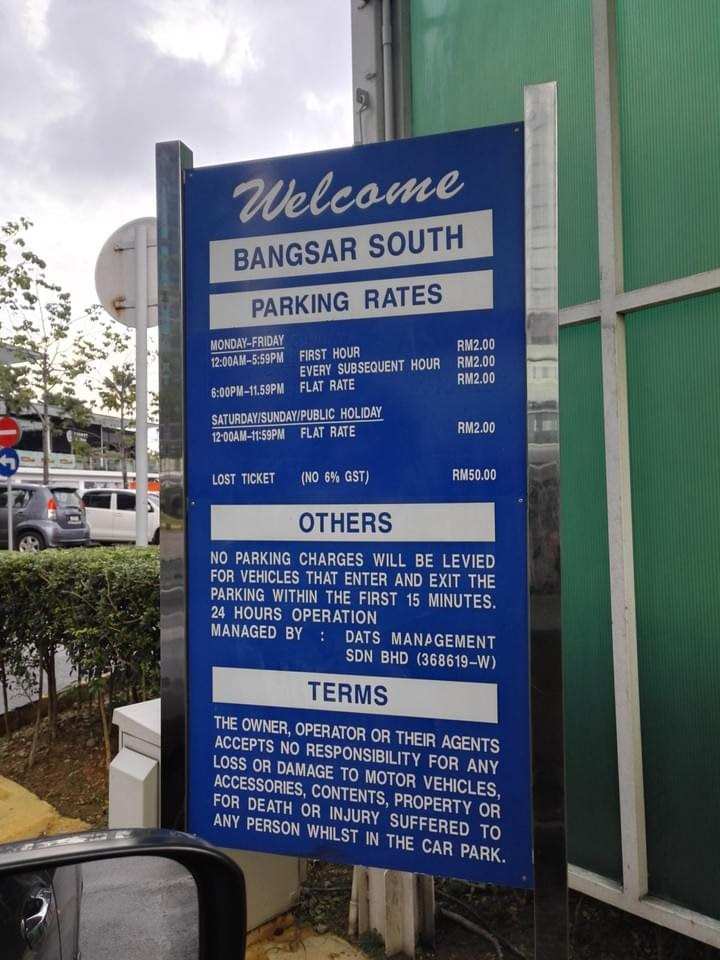 Welcome
BANGSAR SOUTH
PARKING RATES
MONDAY-FRIDAY
12:00AM-5:59PM FIRST HOUR RM2.00
EVERY SUBSEQUENT HOUR RM2.00
6:00PM-11.59PM FLAT RATE RM2.00
SATURDAY/SUNDAY/PUBLIC HOLIDAY
12:00AM-11:59PM FLAT RATE RM2.00
LOST TICKET (NO 6% GST) RM50.00
OTHERS
NO PARKING CHARGES WILL BE LEVIED
FOR VEHICLES THAT ENTER AND EXIT THE
PARKING WITHIN THE FIRST 15 MINUTES.
24 HOURS OPERATION
MANAGED BY : DATS MANAGEMENT
SDN BHD (368619-W)
TERMS
THE OWNER, OPERATOR OR THEIR AGENTS
ACCEPTS NO RESPONSIBILITY FOR ANY
LOSS OR DAMAGE TO MOTOR VEHICLES,
ACCESSORIES, CONTENTS, PROPERTY OR
FOR DEATH OR INJURY SUFFERED TO
ANY PERSON WHILST IN THE CAR PARK.